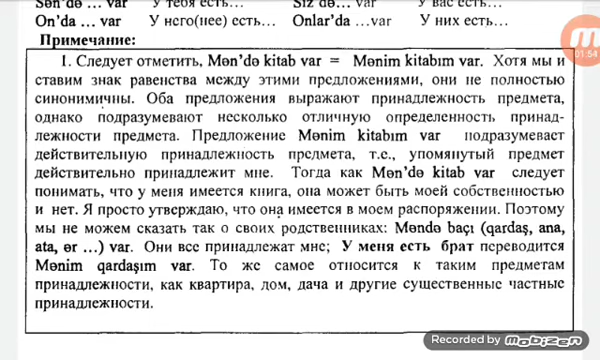 Sən'də ... var У тебя есть... Siz'də... var У вас есть...
On'da ... var У него(нее) есть... Onlar'da ...var У них есть...
Примечание:
01:54
1. Следует отметить, Mən'də kitab var = Mənim kitabım var. Хотя мы и
ставим знак равенства между этими предложениями, они не полностью
синонимичны. Оба предложения выражают принадлежность предмета,
однако подразумевают несколько отличную определенность принад-
лежности предмета. Предложение Mənim kitabım var подразумевает
действительную принадлежность предмета, т.е., упомянутый предмет
действительно принадлежит мне. Тогда как Mən'də kitab var следует
понимать, что у меня имеется книга, она может быть моей собственностью
и нет. Я просто утверждаю, что она имеется в моем распоряжении. Поэтому
мы не можем сказать так о своих родственниках: Məndə baçı (qardaş, ana,
ata, ər ...) var. Они все принадлежат мне; У меня есть брат переводится
Mənim qardaşım var. То же самое относится к таким предметам
принадлежности, как квартира, дом, дача и другие существенные частные
принадлежности.
Recorded by mobizen